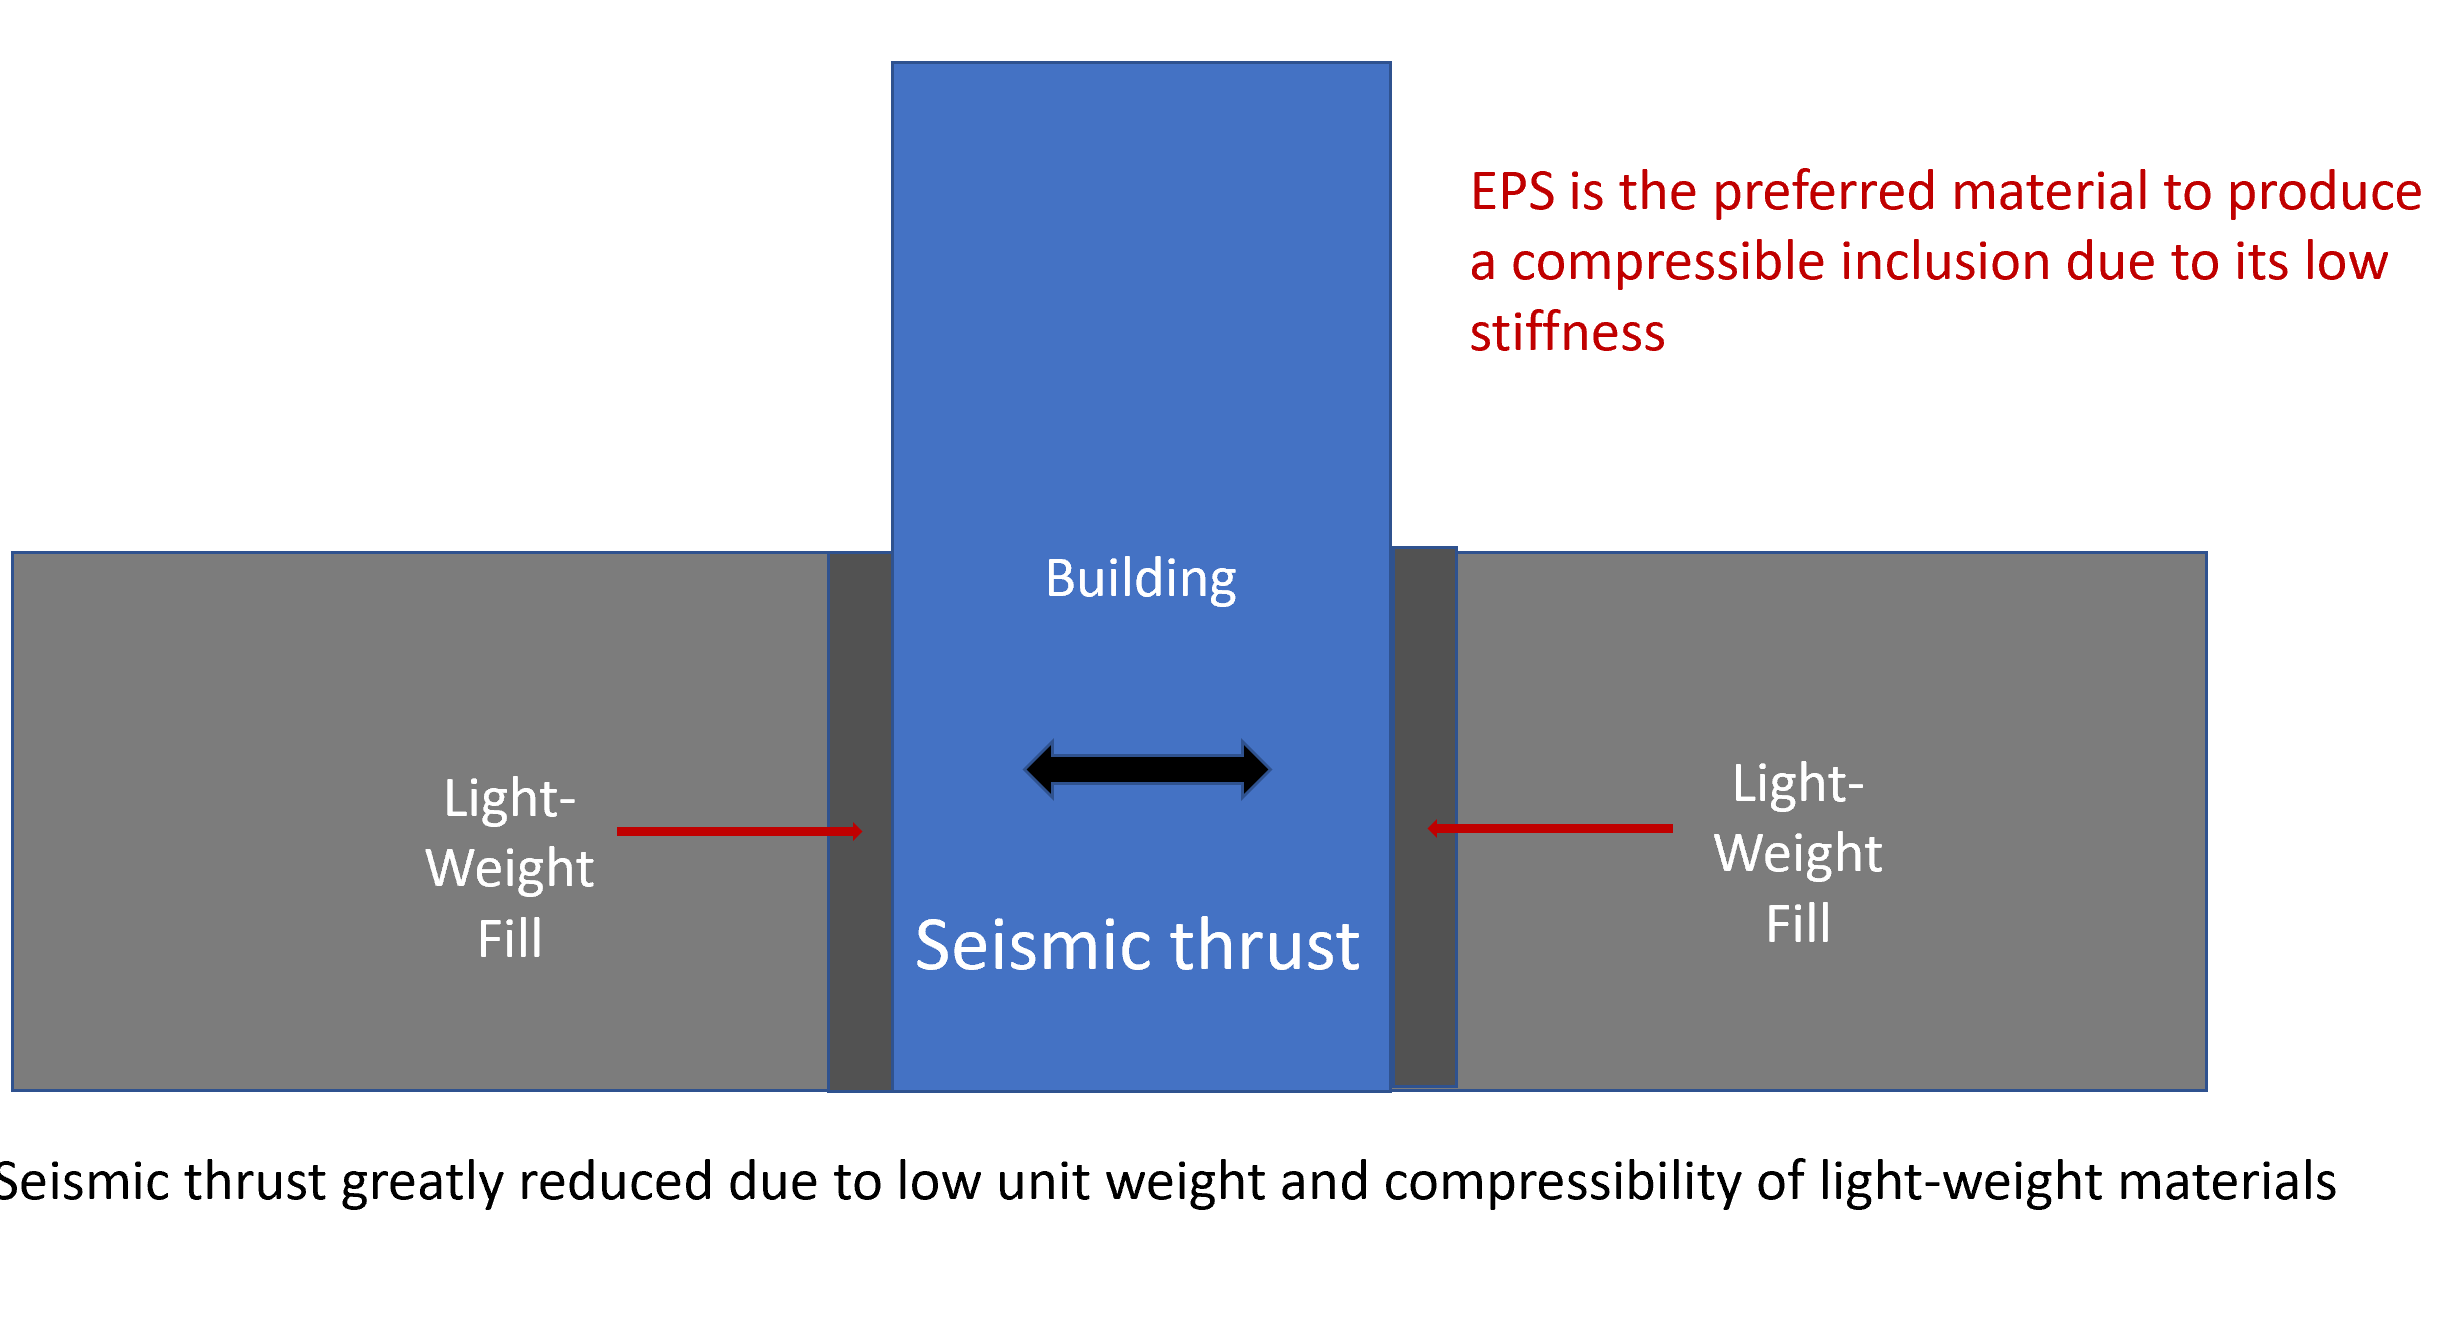 EPS is the preferred material to produce
a compressible inclusion due to its low
stiffness
Building
Light-
Weight
Fill
Seismic thrust
Light-
Weight
Fill
Seismic thrust greatly reduced due to low unit weight and compressibility of light-weight materials